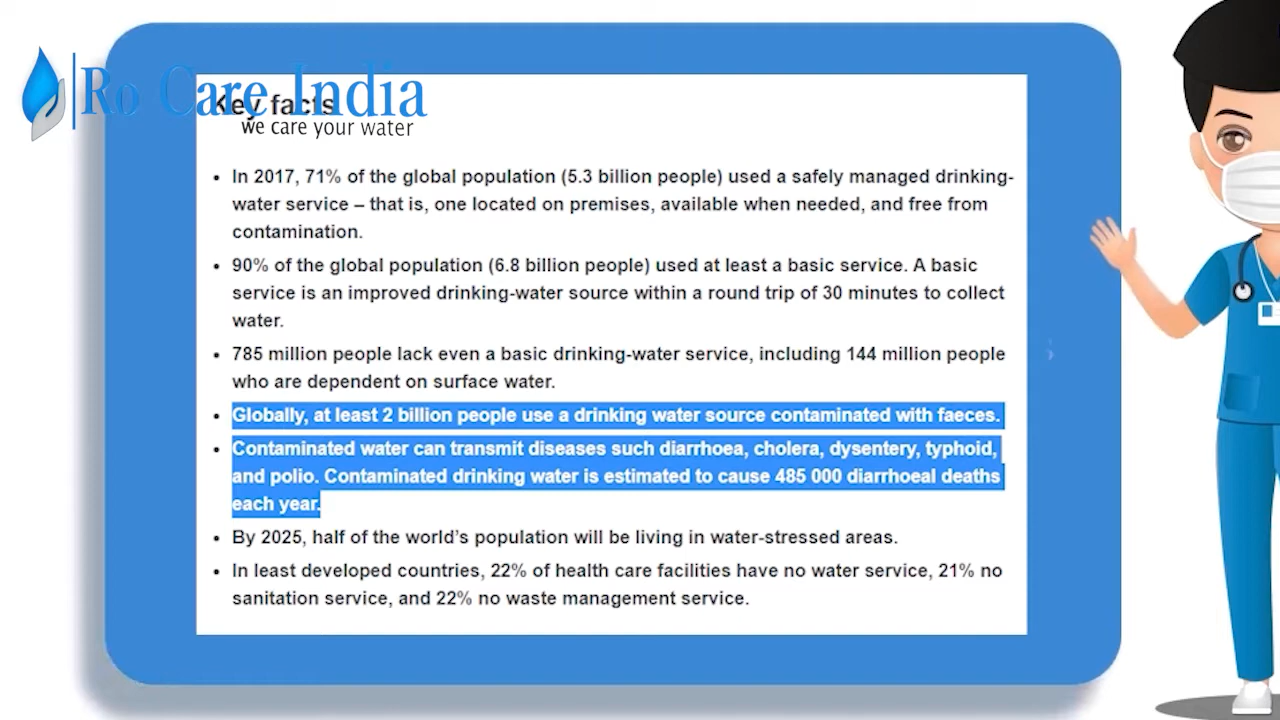 Ro Care India
Key facts
we care your water
In 2017, 71% of the global population (5.3 billion people) used a safely managed drinking-
water service – that is, one located on premises, available when needed, and free from
contamination.
90% of the global population (6.8 billion people) used at least a basic service. A basic
service is an improved drinking-water source within a round trip of 30 minutes to collect
water.
785 million people lack even a basic drinking-water service, including 144 million people
who are dependent on surface water.
Globally, at least 2 billion people use a drinking water source contaminated with faeces.
Contaminated water can transmit diseases such diarrhoea, cholera, dysentery, typhoid,
and polio. Contaminated drinking water is estimated to cause 485 000 diarrhoeal deaths
each year.
By 2025, half of the world’s population will be living in water-stressed areas.
In least developed countries, 22% of health care facilities have no water service, 21% no
sanitation service, and 22% no waste management service.